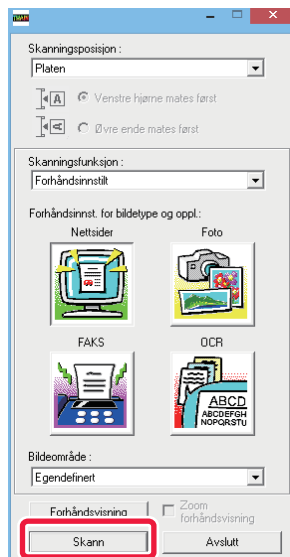 Skanningsposisjon :
Platen
A Venstre hjørne mates først
A Øvre ende mates først
Skanningsfunksjon :
Forhåndsinnstilt
Forhåndsinnst. for bildetype og oppl.:
Nettsider Foto
FAKS OCR
ABCD
ABCDEFGH
NOPQRSTU
Bildeområde :
Egendefinert
Forhåndsvisning Zoom forhåndsvisning
Skann Avslutt